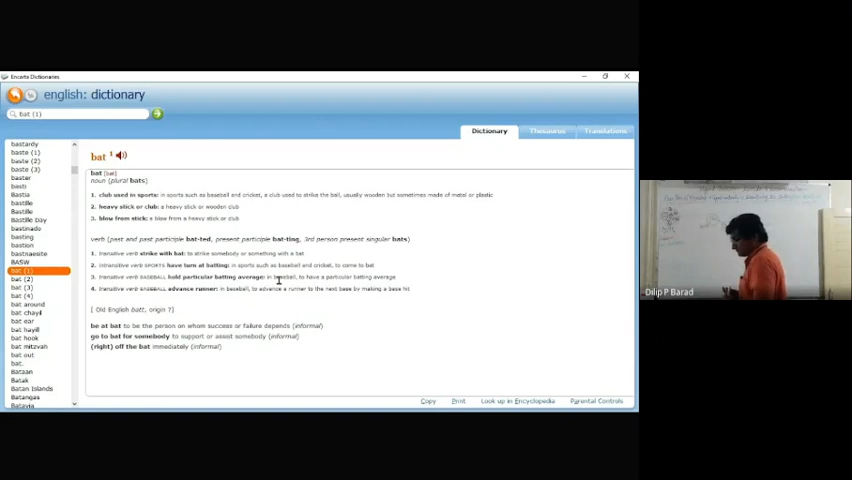 Encarta Dictionaries
english: dictionary
bat (1)
Dictionary
Thesaurus
Translations
bastardy
baste (1)
baste (2)
baste (3)
baster
basti
Bastia
bastille
Bastille
Bastille Day
bastinado
basting
bastion
bastnaesite
BASW
bat (1)
bat (2)
bat (3)
bat (4)
bat around
bat chayil
bat ear
bat hayil
bat hook
bat mitzvah
bat out
bat.
Bataan
Batak
Batan Islands
Batangas
Batavia
bat 1
bat [bat]
noun (plural bats)
1. club used in sports: in sports such as baseball and cricket, a club used to strike the ball, usually wooden but sometimes made of metal or plastic
2. heavy stick or club: a heavy stick or wooden club
3. blow from stick: a blow from a heavy stick or club
verb (past and past participle bat·ted, present participle bat·ting, 3rd person present singular bats)
1. transitive verb strike with bat: to strike somebody or something with a bat
2. intransitive verb SPORTS have turn at batting: in sports such as baseball and cricket, to come to bat
3. transitive verb BASEBALL hold particular batting average: in baseball, to have a particular batting average
4. transitive verb BASEBALL advance runner: in baseball, to advance a runner to the next base by making a base hit
[ Old English batt, origin ?]
be at bat to be the person on whom success or failure depends (informal)
go to bat for somebody to support or assist somebody (informal)
(right) off the bat immediately (informal)
Copy
Print
Look up in Encyclopedia
Parental Controls
Dilip P Barad